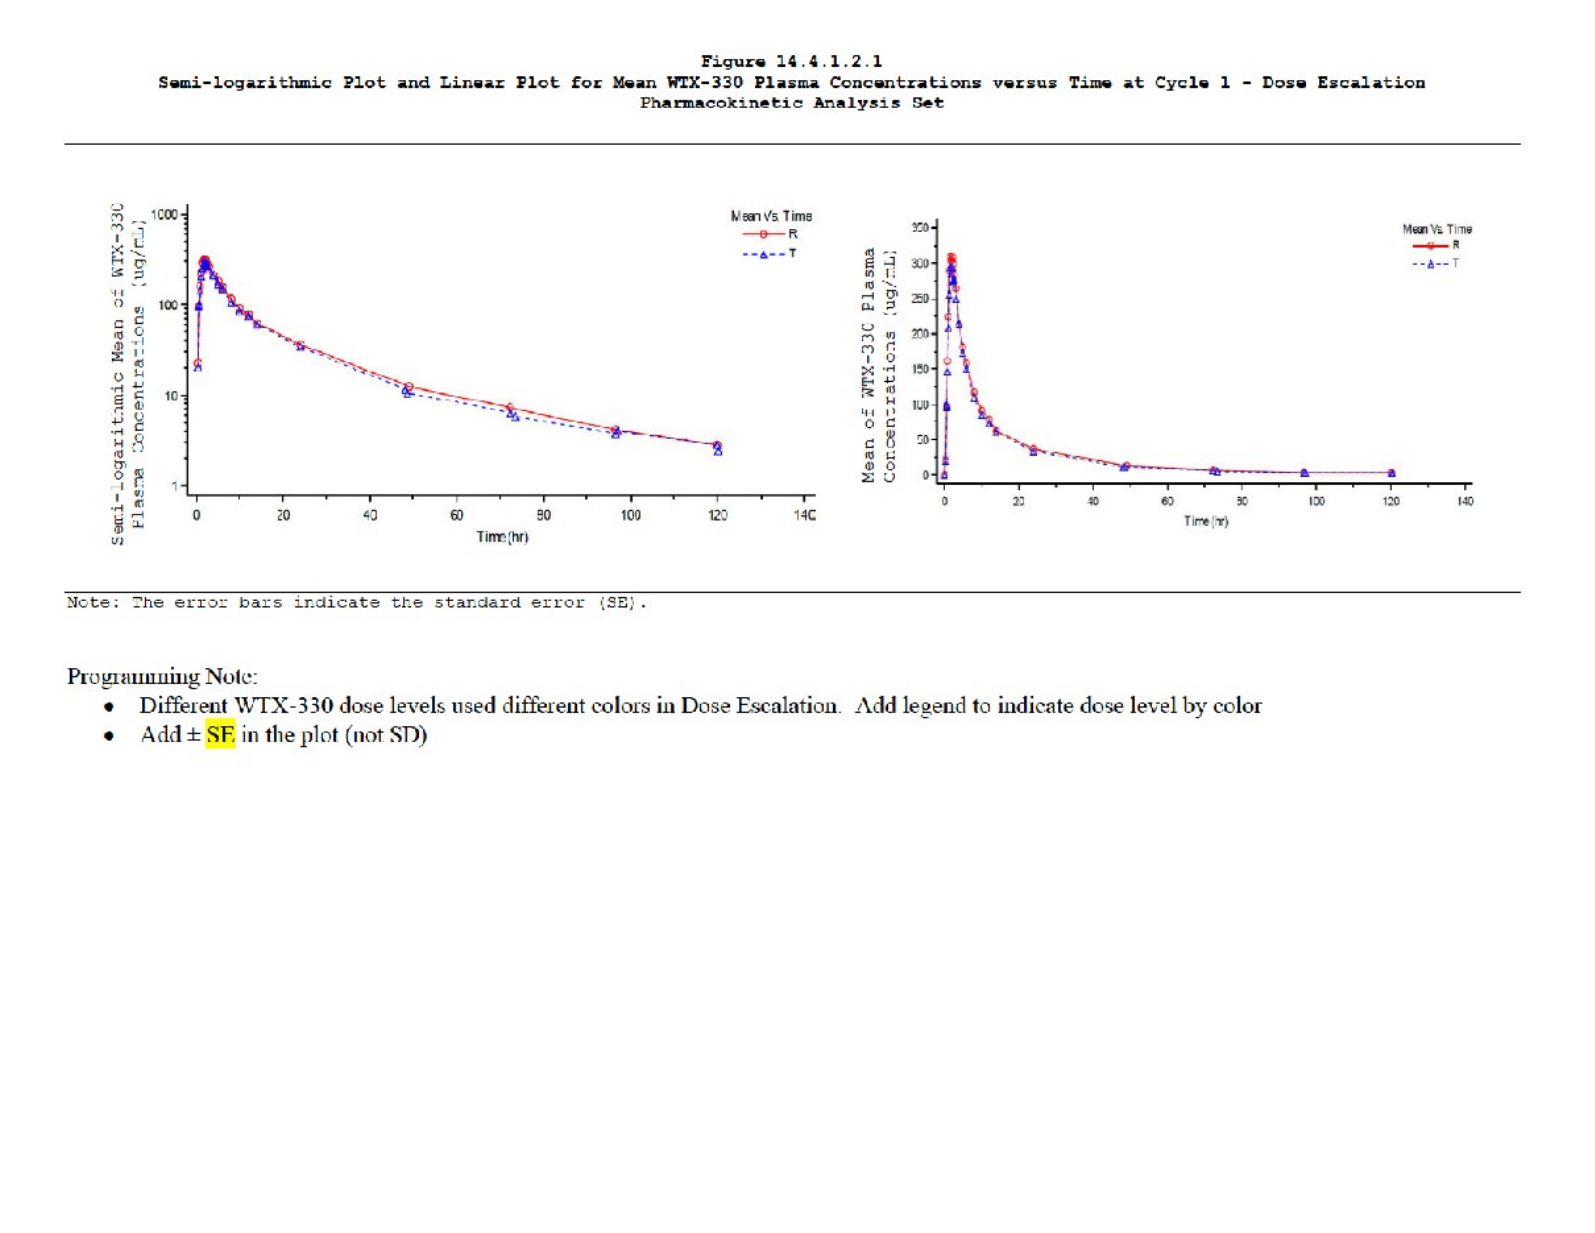 Figure 14.4.1.2.1
Semi-logarithmic Plot and Linear Plot for Mean WTX-330 Plasma Concentrations versus Time at Cycle 1 - Dose Escalation
Pharmacokinetic Analysis Set
Semi-logarithmic Mean of WTX-330
Plasma Concentrations (ug/mL)
1000
100
10
1
0 20 40 60 80 100 120 140
Time(hr)
Mean Vs. Time
R
T
Mean of WTX-330 Plasma
Concentrations (ug/mL)
350
300
250
200
150
100
50
0
0 20 40 60 80 100 120 140
Time(hr)
Mean Vs. Time
R
T
Note: The error bars indicate the standard error (SE).
Programming Note:
• Different WTX-330 dose levels used different colors in Dose Escalation. Add legend to indicate dose level by color
• Add ± SE in the plot (not SD)